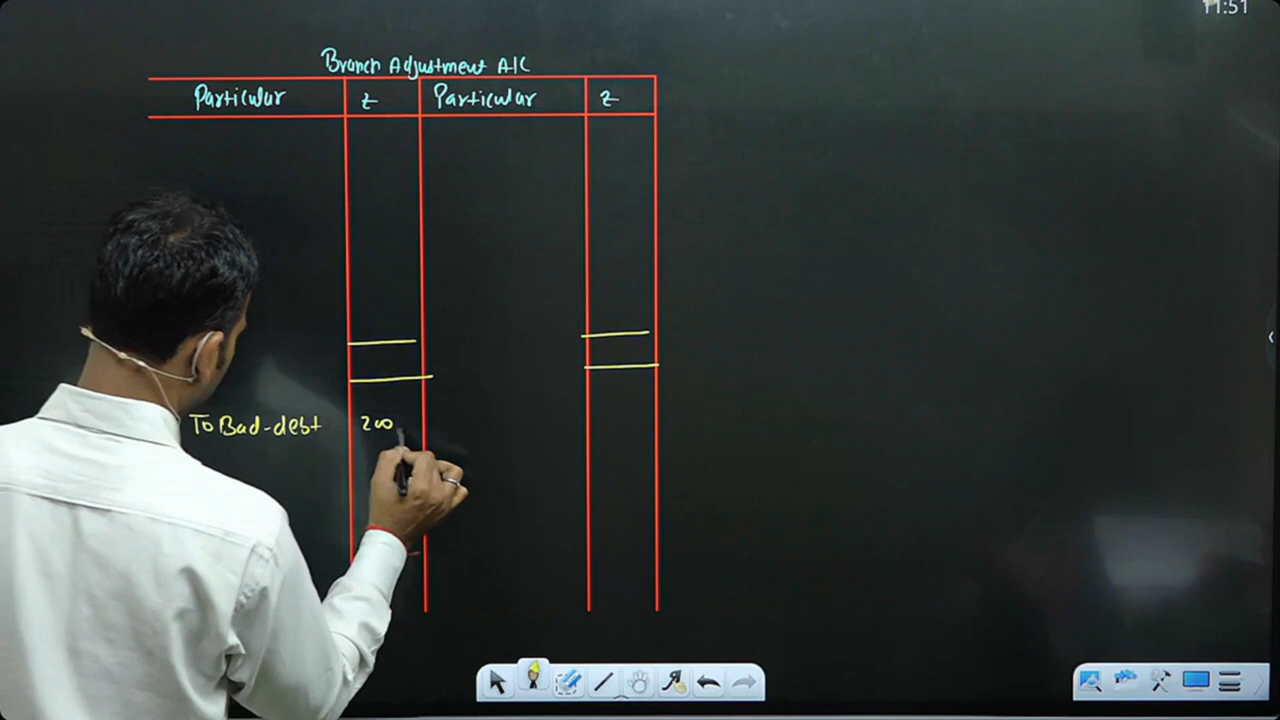 11:51
Branch Adjustment A/C
Particular ₹ Particular ₹
To Bad-debt 200